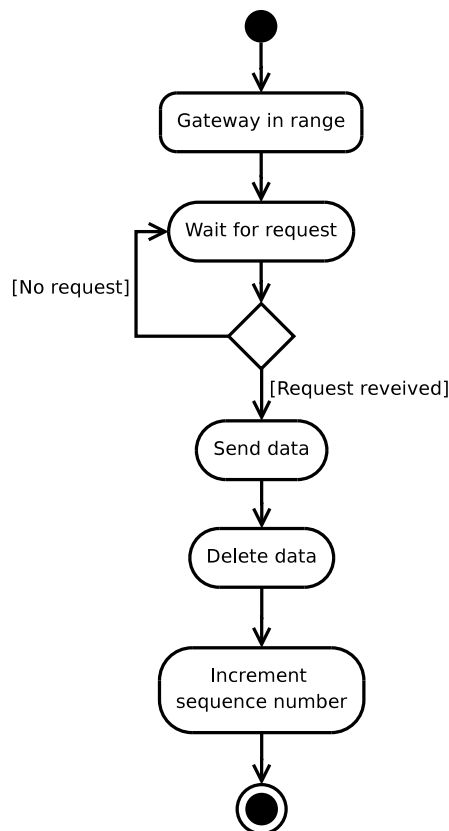 Gateway in range
Wait for request
[No request]
[Request reveived]
Send data
Delete data
Increment
sequence number